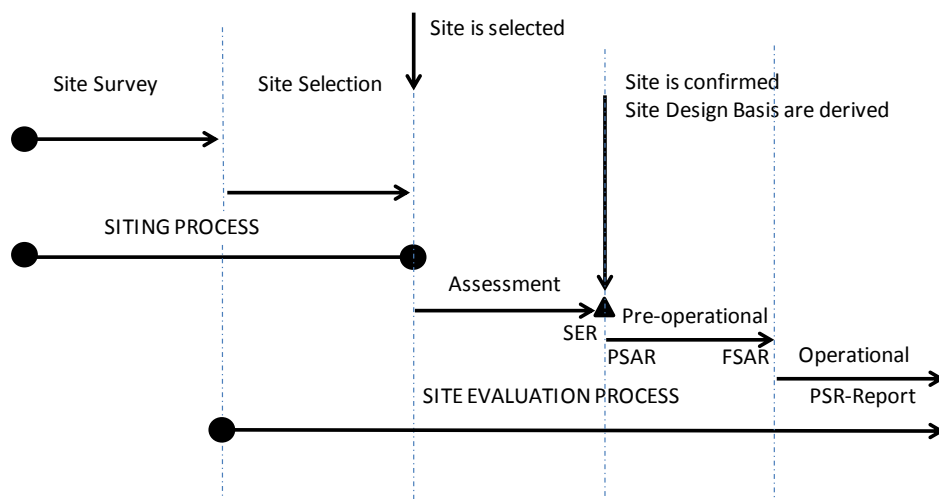 Site is selected
Site Survey
Site Selection
Site is confirmed
Site Design Basis are derived
SITING PROCESS
Assessment
SER
Pre-operational
PSAR
FSAR
Operational
SITE EVALUATION PROCESS
PSR-Report